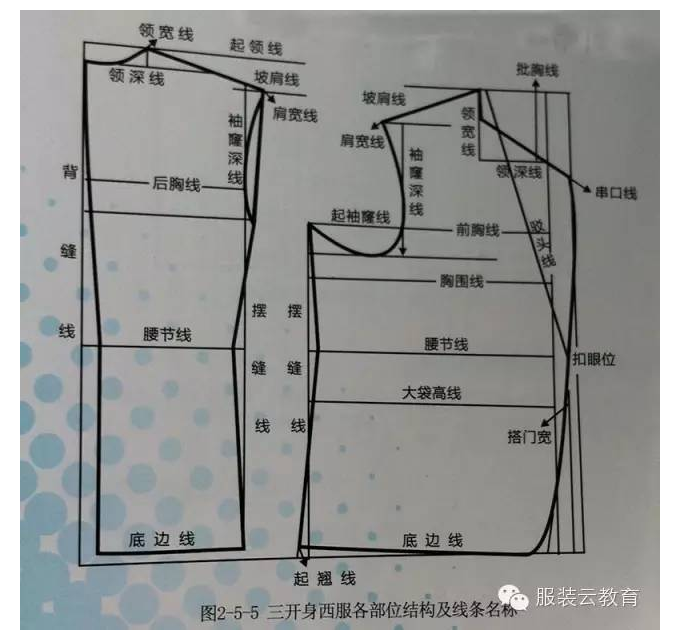 领宽线
起领线
领深线
坡肩线
肩宽线
袖窿深线
背缝线
后胸线
腰节线
摆缝线
底边线
批胸线
坡肩线
肩宽线
领宽线
袖窿深线
领深线
串口线
起袖窿线
前胸线
驳头线
胸围线
摆缝线
腰节线
扣眼位
大袋高线
搭门宽
底边线
起翘线
图2-5-5 三开身西服各部位结构及线条名称
服装云教育